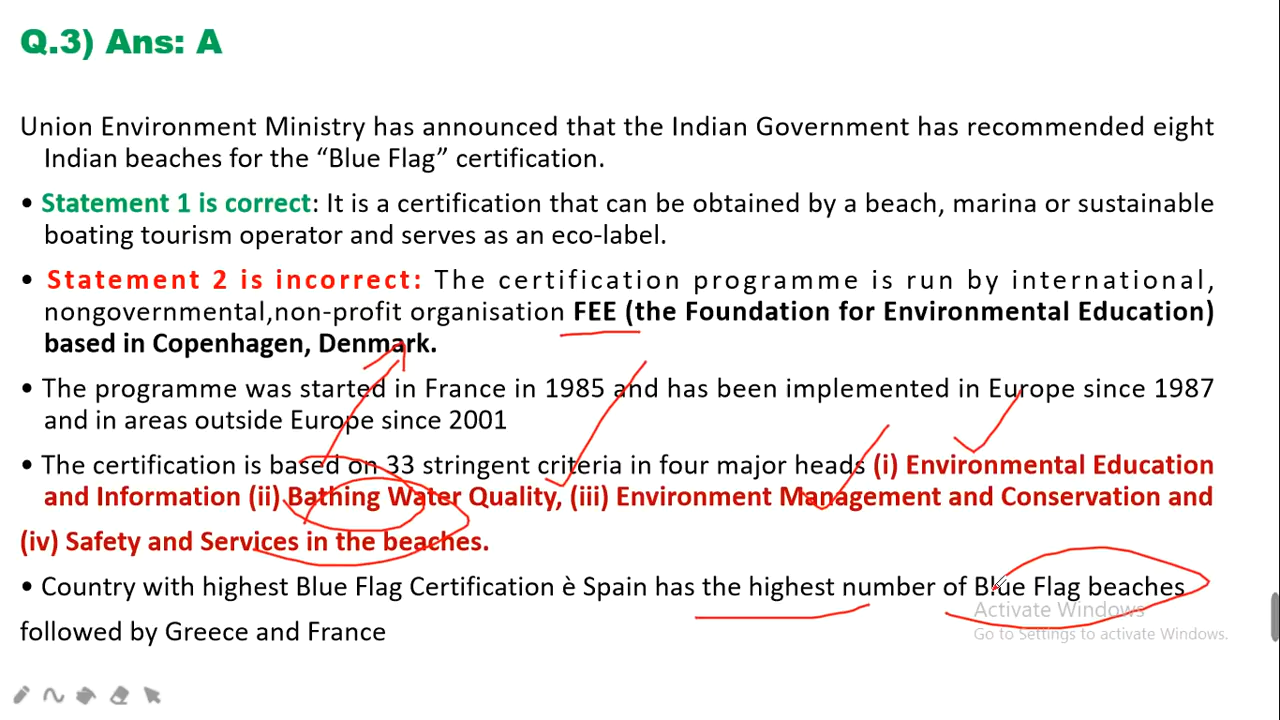 Q.3) Ans: A
Union Environment Ministry has announced that the Indian Government has recommended eight
Indian beaches for the “Blue Flag” certification.
• Statement 1 is correct: It is a certification that can be obtained by a beach, marina or sustainable
boating tourism operator and serves as an eco-label.
• Statement 2 is incorrect: The certification programme is run by international,
nongovernmental,non-profit organisation FEE (the Foundation for Environmental Education)
based in Copenhagen, Denmark.
• The programme was started in France in 1985 and has been implemented in Europe since 1987
and in areas outside Europe since 2001
• The certification is based on 33 stringent criteria in four major heads (i) Environmental Education
and Information (ii) Bathing Water Quality, (iii) Environment Management and Conservation and
(iv) Safety and Services in the beaches.
• Country with highest Blue Flag Certification è Spain has the highest number of Blue Flag beaches
Activate Windows
followed by Greece and France
Go to Settings to activate Windows.